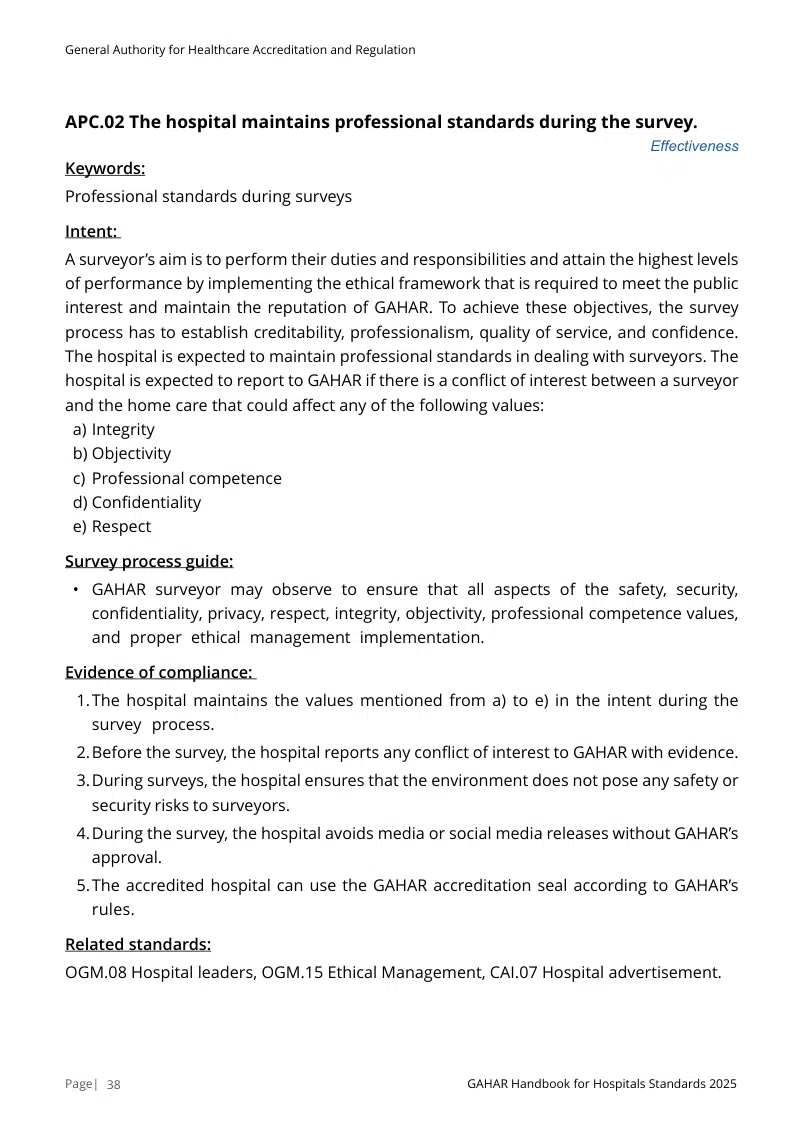 General Authority for Healthcare Accreditation and Regulation
APC.02 The hospital maintains professional standards during the survey.
Effectiveness
Keywords:
Professional standards during surveys
Intent:
A surveyor’s aim is to perform their duties and responsibilities and attain the highest levels
of performance by implementing the ethical framework that is required to meet the public
interest and maintain the reputation of GAHAR. To achieve these objectives, the survey
process has to establish creditability, professionalism, quality of service, and confidence.
The hospital is expected to maintain professional standards in dealing with surveyors. The
hospital is expected to report to GAHAR if there is a conflict of interest between a surveyor
and the home care that could affect any of the following values:
a) Integrity
b) Objectivity
c) Professional competence
d) Confidentiality
e) Respect
Survey process guide:
• GAHAR surveyor may observe to ensure that all aspects of the safety, security,
confidentiality, privacy, respect, integrity, objectivity, professional competence values,
and proper ethical management implementation.
Evidence of compliance:
1. The hospital maintains the values mentioned from a) to e) in the intent during the
survey process.
2. Before the survey, the hospital reports any conflict of interest to GAHAR with evidence.
3. During surveys, the hospital ensures that the environment does not pose any safety or
security risks to surveyors.
4. During the survey, the hospital avoids media or social media releases without GAHAR’s
approval.
5. The accredited hospital can use the GAHAR accreditation seal according to GAHAR’s
rules.
Related standards:
OGM.08 Hospital leaders, OGM.15 Ethical Management, CAI.07 Hospital advertisement.
Page| 38
GAHAR Handbook for Hospitals Standards 2025